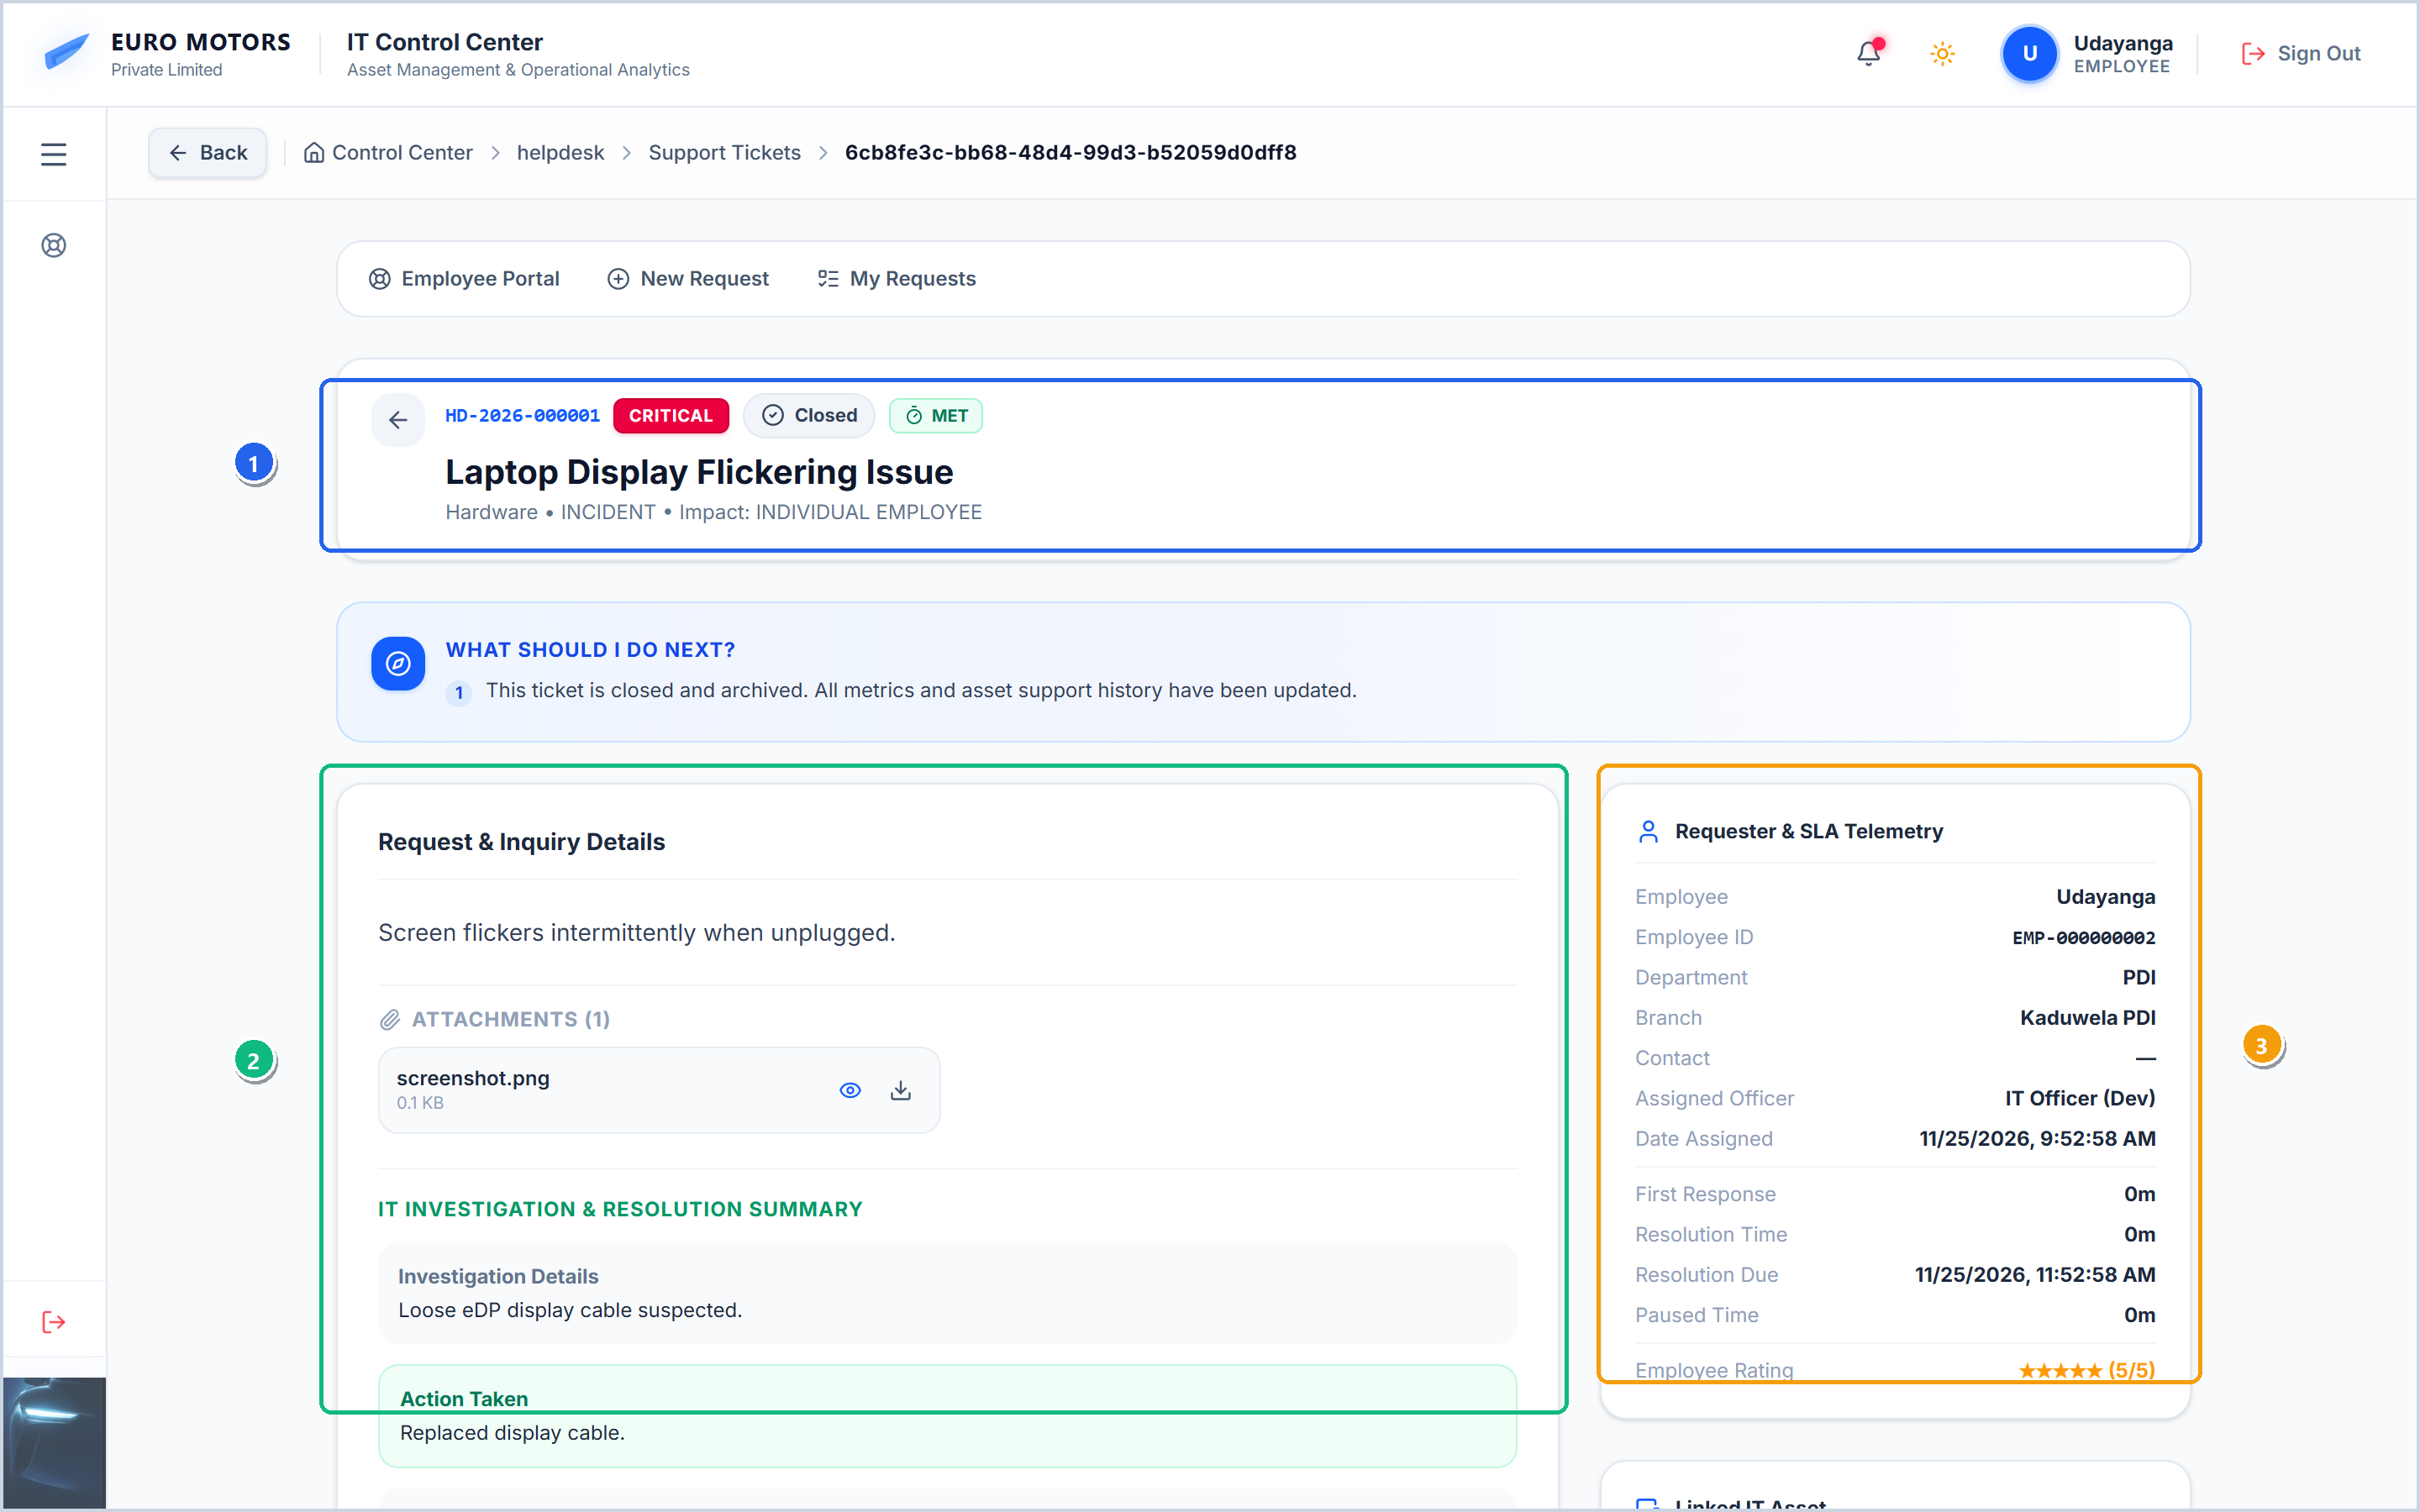 EURO MOTORS
Private Limited
IT Control Center
Asset Management & Operational Analytics
U
Udayanga
EMPLOYEE
Sign Out
Back
Control Center
helpdesk
Support Tickets
6cb8fe3c-bb68-48d4-99d3-b52059d0dff8
Employee Portal
New Request
My Requests
1
HD-2026-000001
CRITICAL
Closed
MET
Laptop Display Flickering Issue
Hardware • INCIDENT • Impact: INDIVIDUAL EMPLOYEE
WHAT SHOULD I DO NEXT?
1 This ticket is closed and archived. All metrics and asset support history have been updated.
2
Request & Inquiry Details
Screen flickers intermittently when unplugged.
ATTACHMENTS (1)
screenshot.png
0.1 KB
IT INVESTIGATION & RESOLUTION SUMMARY
Investigation Details
Loose eDP display cable suspected.
Action Taken
Replaced display cable.
3
Requester & SLA Telemetry
Employee Udayanga
Employee ID EMP-000000002
Department PDI
Branch Kaduwela PDI
Contact —
Assigned Officer IT Officer (Dev)
Date Assigned 11/25/2026, 9:52:58 AM
First Response 0m
Resolution Time 0m
Resolution Due 11/25/2026, 11:52:58 AM
Paused Time 0m
Employee Rating ★★★★★ (5/5)
Linked IT Asset